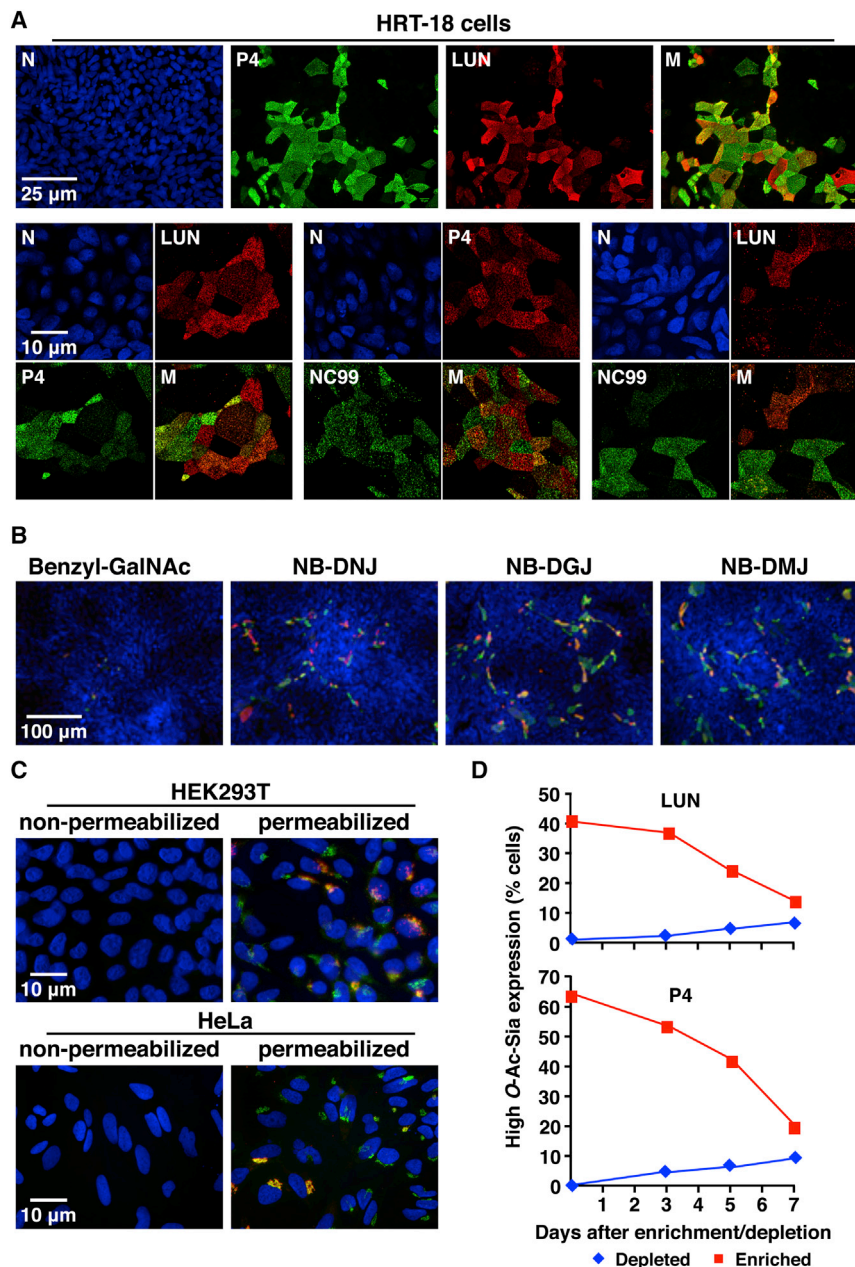 A
HRT-18 cells
N
P4
LUN
M
25 µm
N
LUN
N
P4
N
LUN
10 µm
P4
M
NC99
M
NC99
M
B
Benzyl-GalNAc
NB-DNJ
NB-DGJ
NB-DMJ
100 µm
C
HEK293T
non-permeabilized
permeabilized
10 µm
HeLa
non-permeabilized
permeabilized
10 µm
D
High O-Ac-Sia expression (% cells)
50
40
30
20
10
0
LUN
70
60
50
40
30
20
10
0
P4
1 2 3 4 5 6 7
Days after enrichment/depletion
Depleted
Enriched